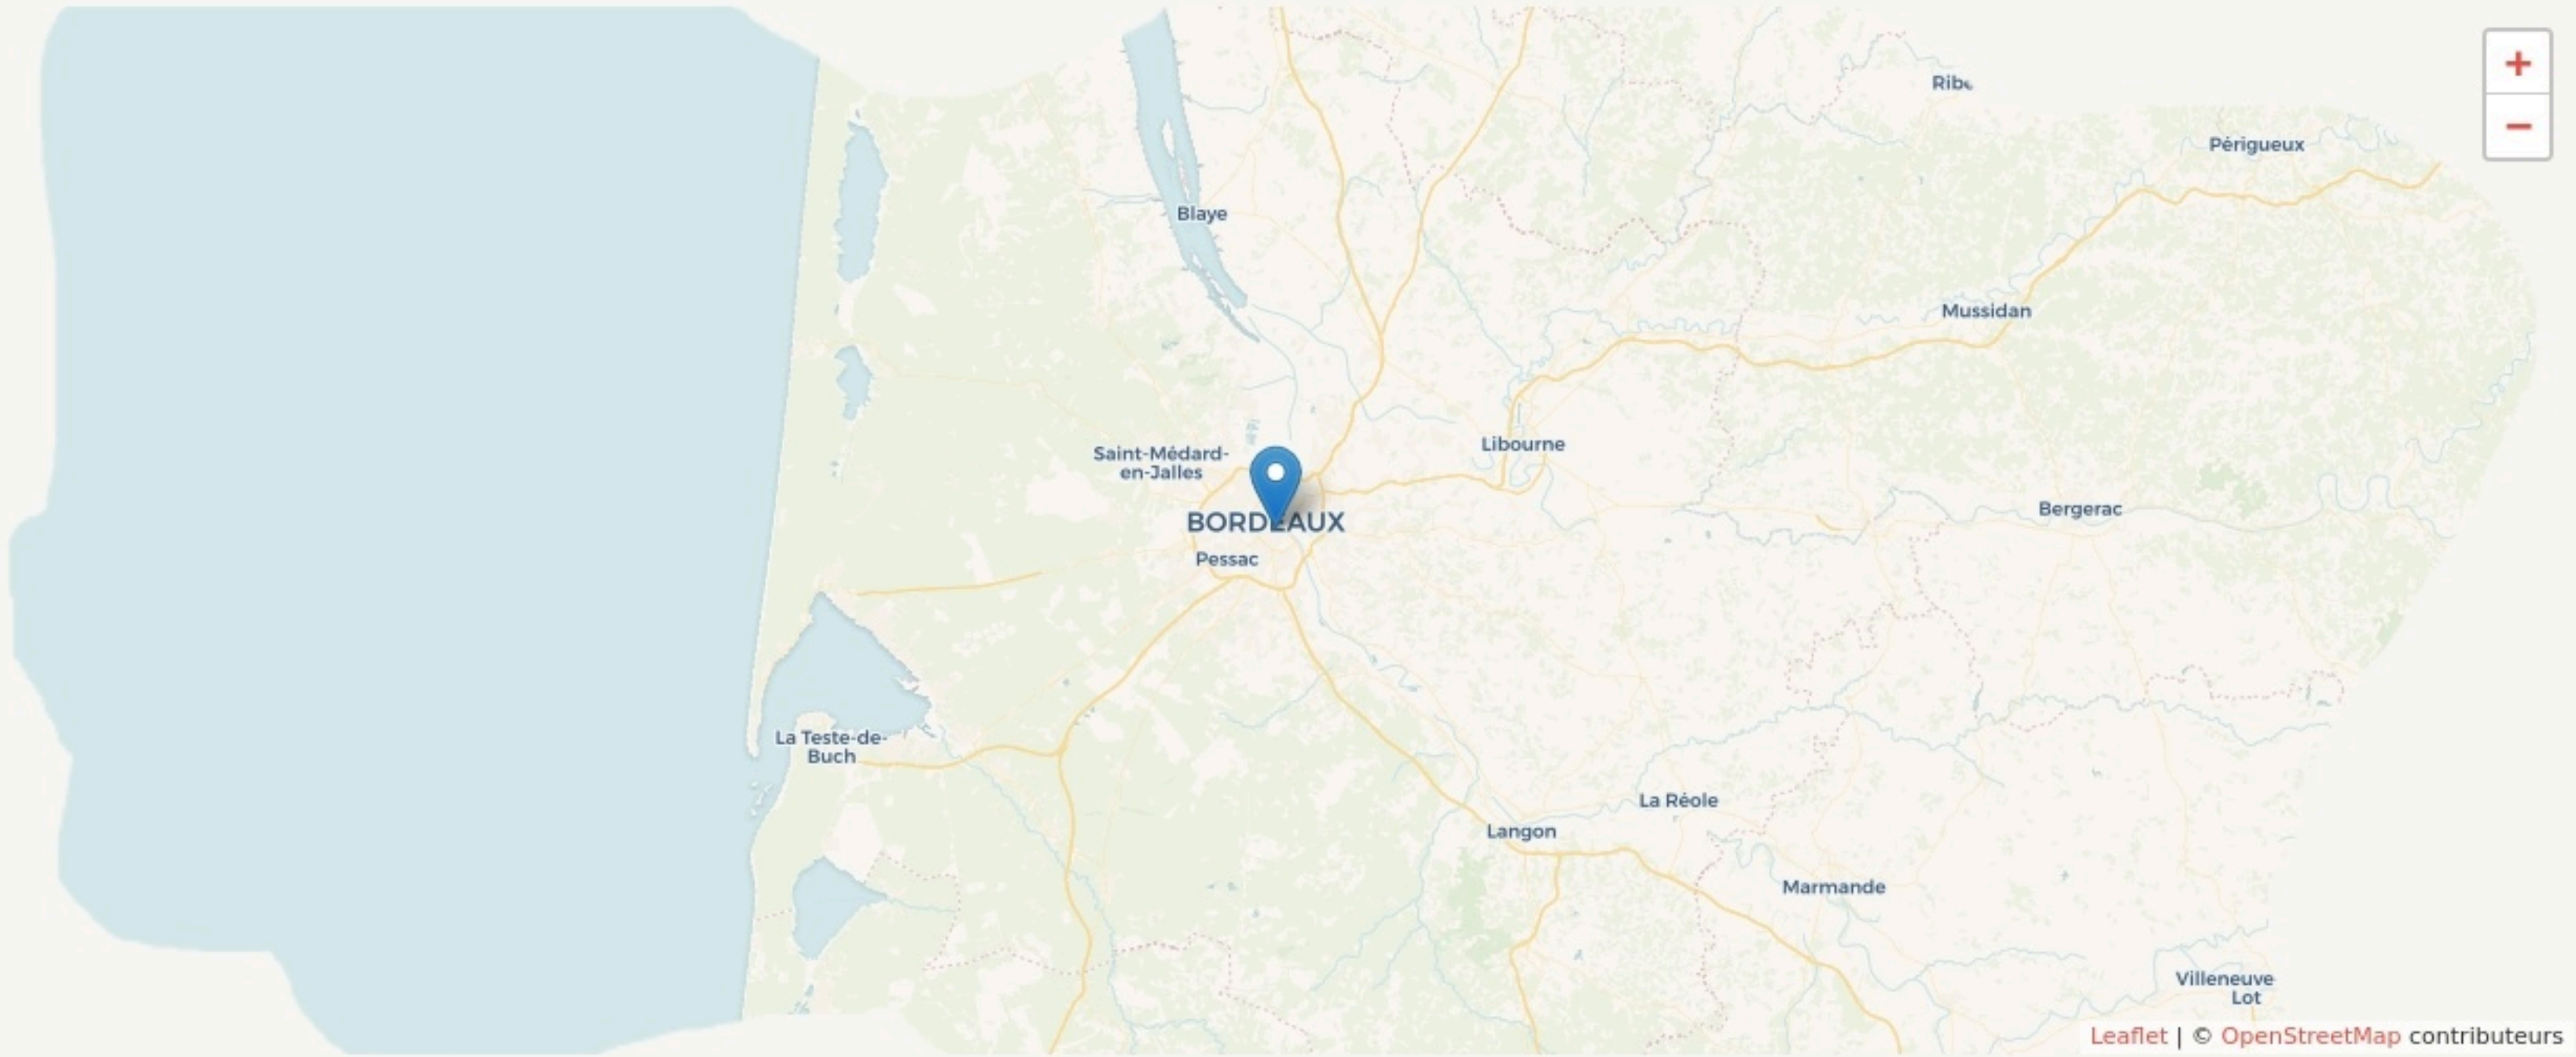 +
−
Ribe
Périgueux
Blaye
Mussidan
Libourne
Saint-Médard-
en-Jalles
BORDEAUX
Bergerac
Pessac
La Teste-de-
Buch
La Réole
Langon
Marmande
Villeneuve
Lot
Leaflet | © OpenStreetMap contributeurs